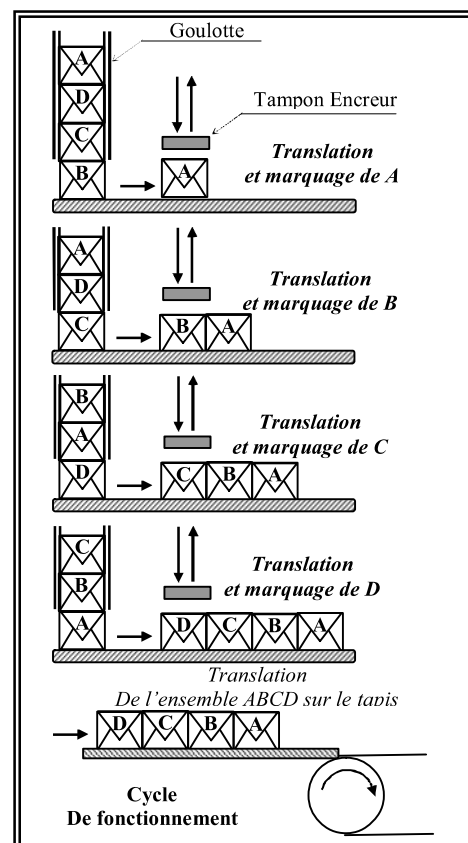 Goulotte
A
D
C
B
Tampon Encreur
A
Translation
et marquage de A
A
D
C
B A
Translation
et marquage de B
B
A
D
C B A
Translation
et marquage de C
C
B
A
D C B A
Translation
et marquage de D
Translation
De l'ensemble ABCD sur le tapis
D C B A
Cycle
De fonctionnement